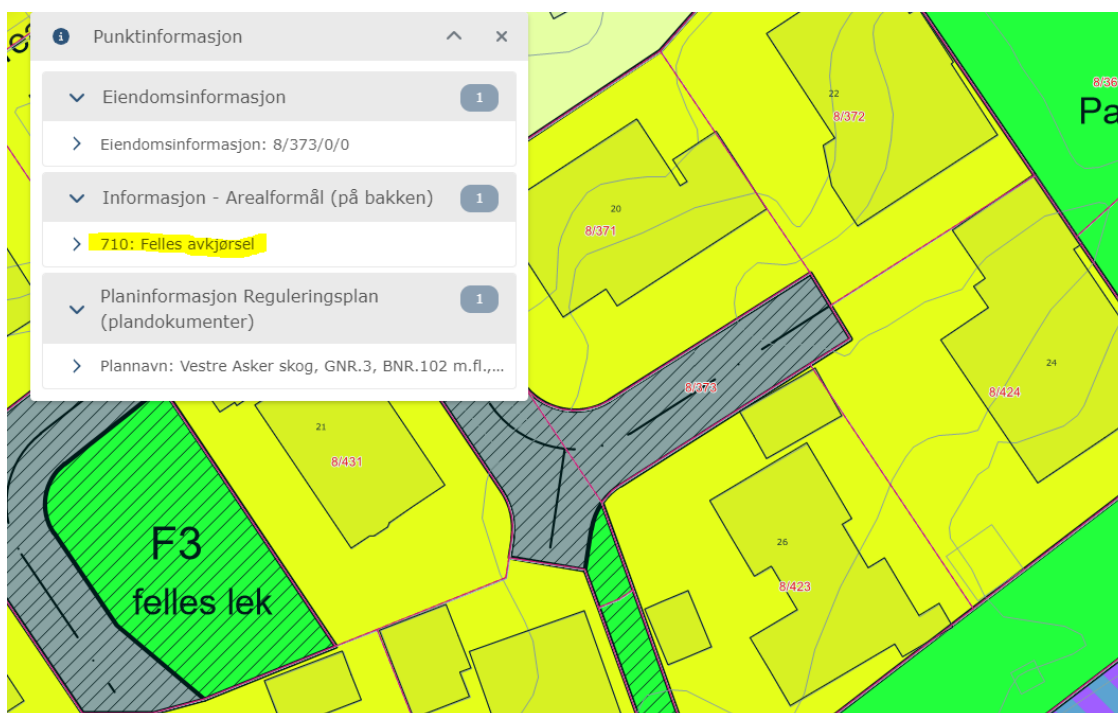 Punktinformasjon
Eiendomsinformasjon 1
Eiendomsinformasjon: 8/373/0/0
Informasjon - Arealformål (på bakken) 1
710: Felles avkjørsel
Planinformasjon Reguleringsplan
(plandokumenter) 1
Plannavn: Vestre Asker skog, GNR.3, BNR.102 m.fl.,...
22
8/372
Pa
20
8/371
8/373
24
8/424
21
8/431
F3
felles lek
26
8/423